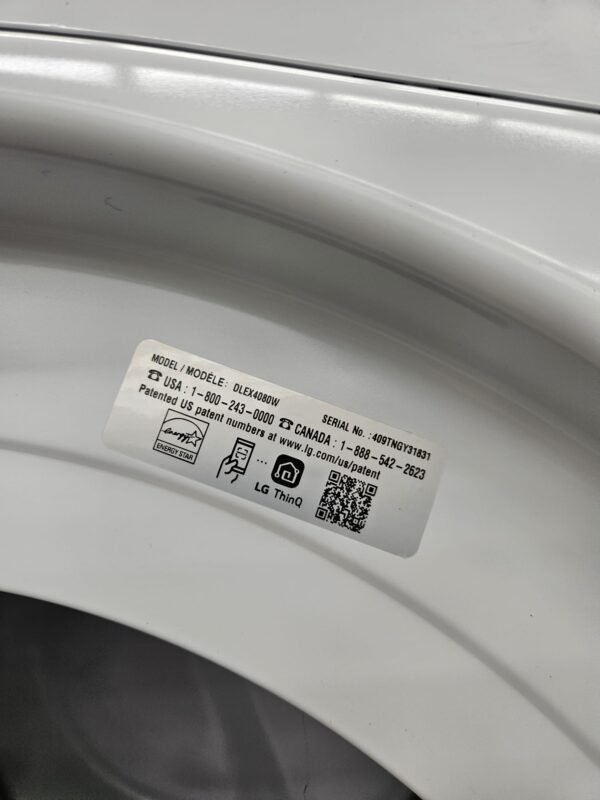 MODEL / MODÈLE: DLEX4080W SERIAL No. :409TNGY31831
☎ USA : 1-800-243-0000 ☎ CANADA : 1-888-542-2623
Patented US patent numbers at www.lg.com/us/patent
energy
ENERGY STAR
LG ThinQ